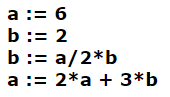 a := 6
b := 2
b := a/2*b
a := 2*a + 3*b